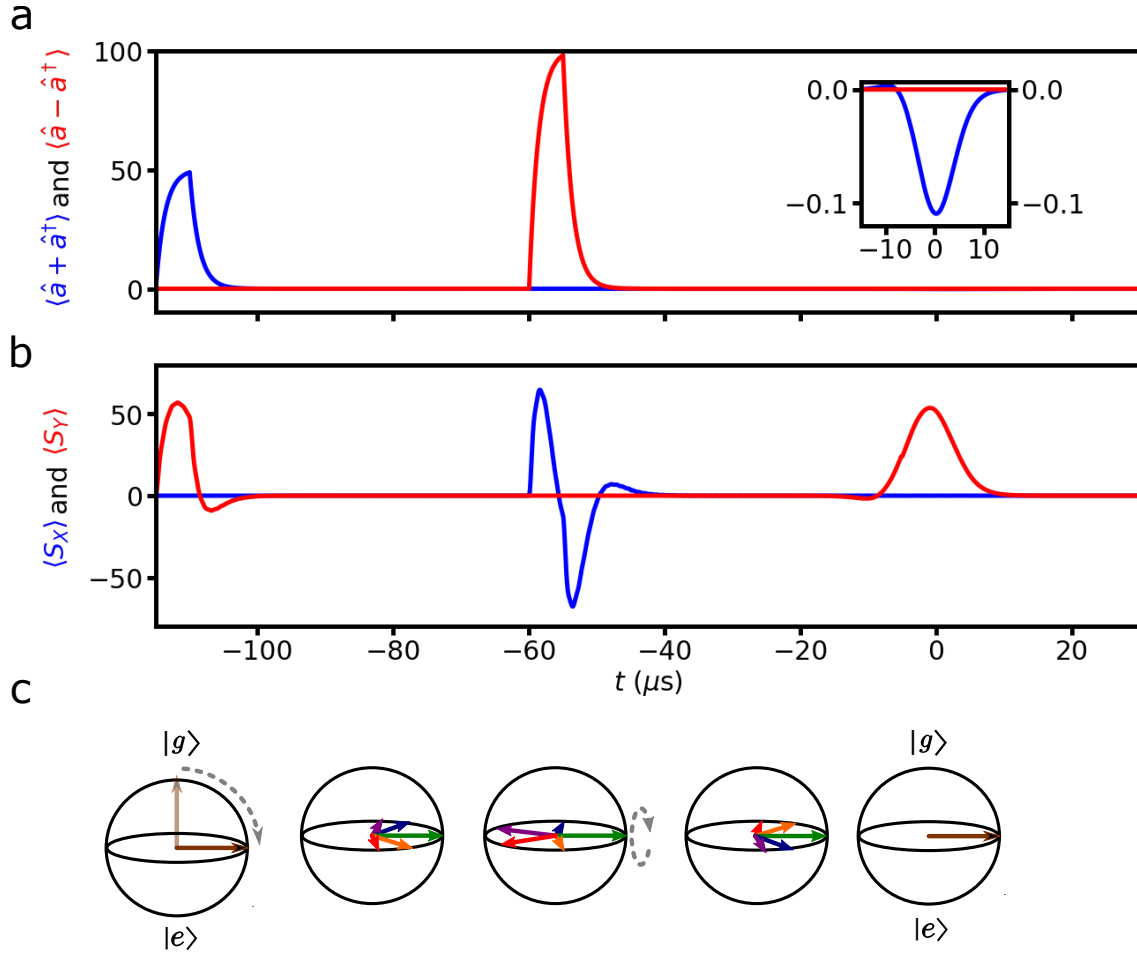 a
⟨â + â†⟩ and ⟨â − â†⟩
100
50
0
0.0
−0.1
0.0
−0.1
−10 0 10
b
⟨S_X⟩ and ⟨S_Y⟩
50
0
−50
−100 −80 −60 −40 −20 0 20
t (μs)
c
|g⟩ |g⟩
|e⟩ |e⟩